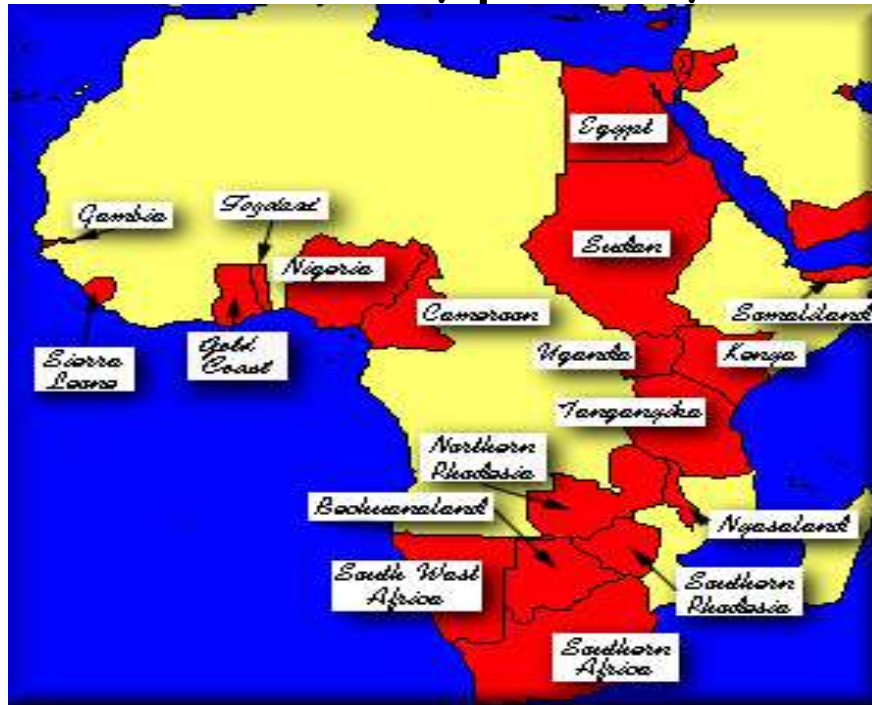 Egypt
Gambia
Togoland
Sudan
Nigeria
Cameroon
Somaliland
Sierra
Leone
Gold
Coast
Uganda
Kenya
Tanganyika
Northern
Rhodesia
Bechuanaland
Nyasaland
South West
Africa
Southern
Rhodesia
Southern
Africa